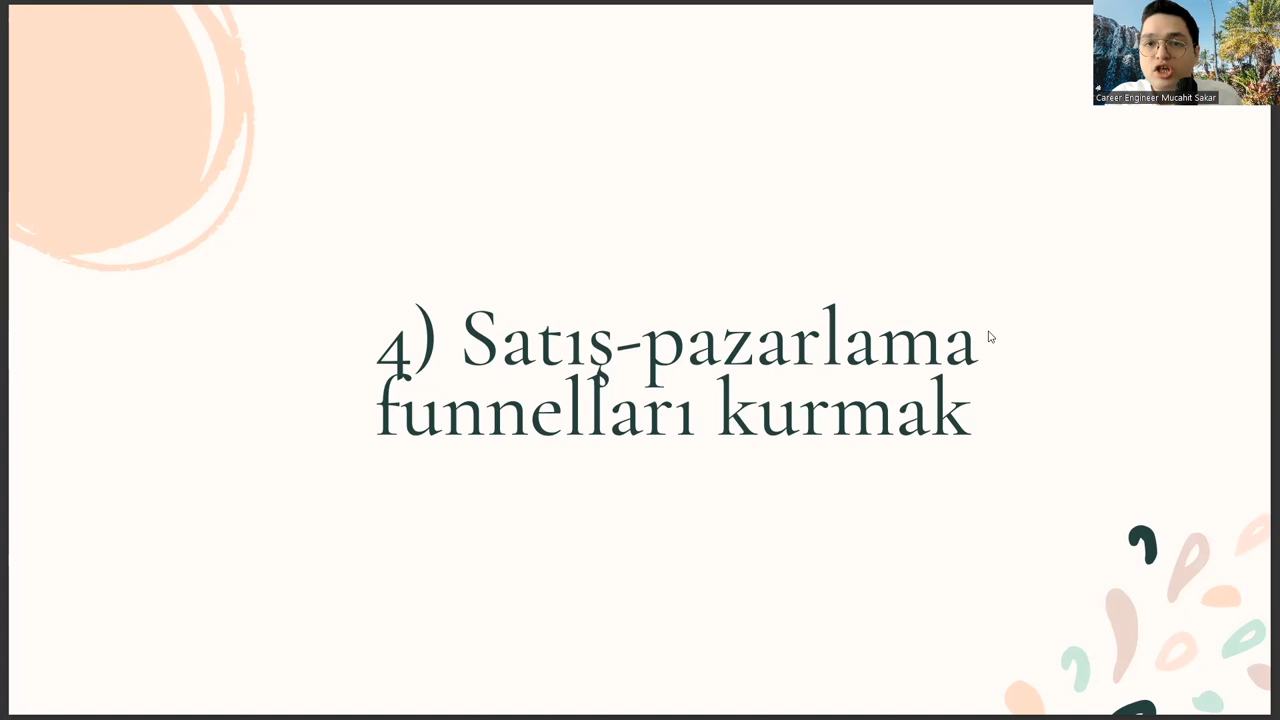 Career Engineer Mucahit Sakar
4) Satış-pazarlama
funnelları kurmak